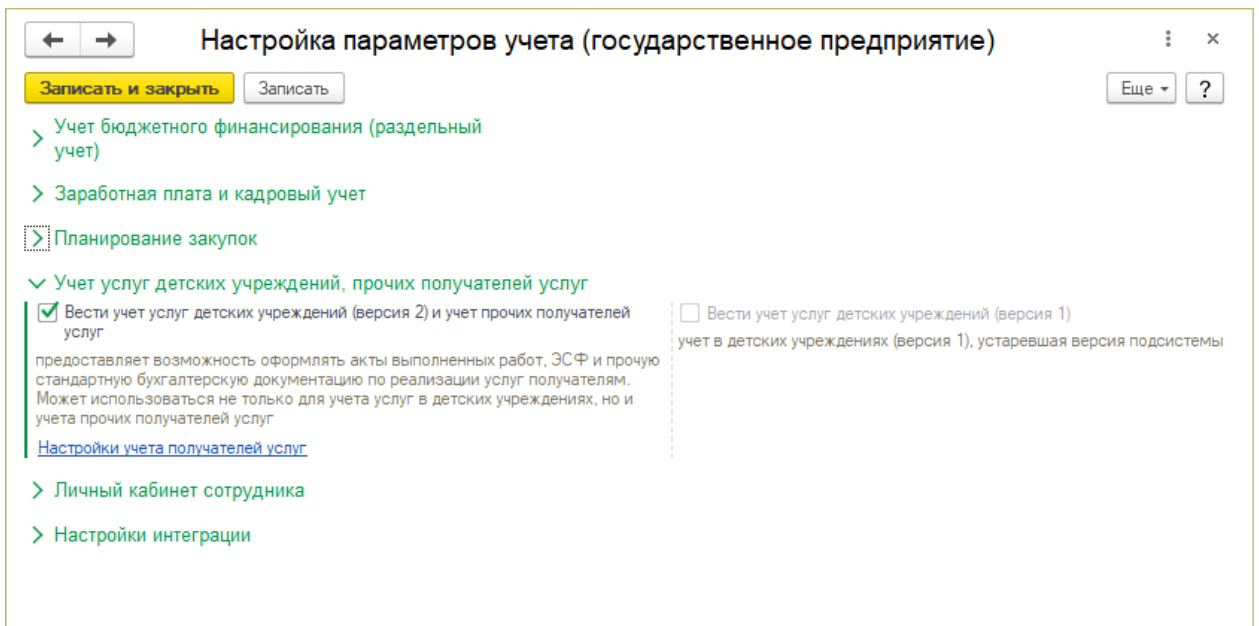 Настройка параметров учета (государственное предприятие)
Записать и закрыть
Записать
Еще
?
Учет бюджетного финансирования (раздельный
учет)
Заработная плата и кадровый учет
Планирование закупок
Учет услуг детских учреждений, прочих получателей услуг
Вести учет услуг детских учреждений (версия 2) и учет прочих получателей
услуг
предоставляет возможность оформлять акты выполненных работ, ЭСФ и прочую
стандартную бухгалтерскую документацию по реализации услуг получателям.
Может использоваться не только для учета услуг в детских учреждениях, но и
учета прочих получателей услуг
Настройки учета получателей услуг
Вести учет услуг детских учреждений (версия 1)
учет в детских учреждениях (версия 1), устаревшая версия подсистемы
Личный кабинет сотрудника
Настройки интеграции